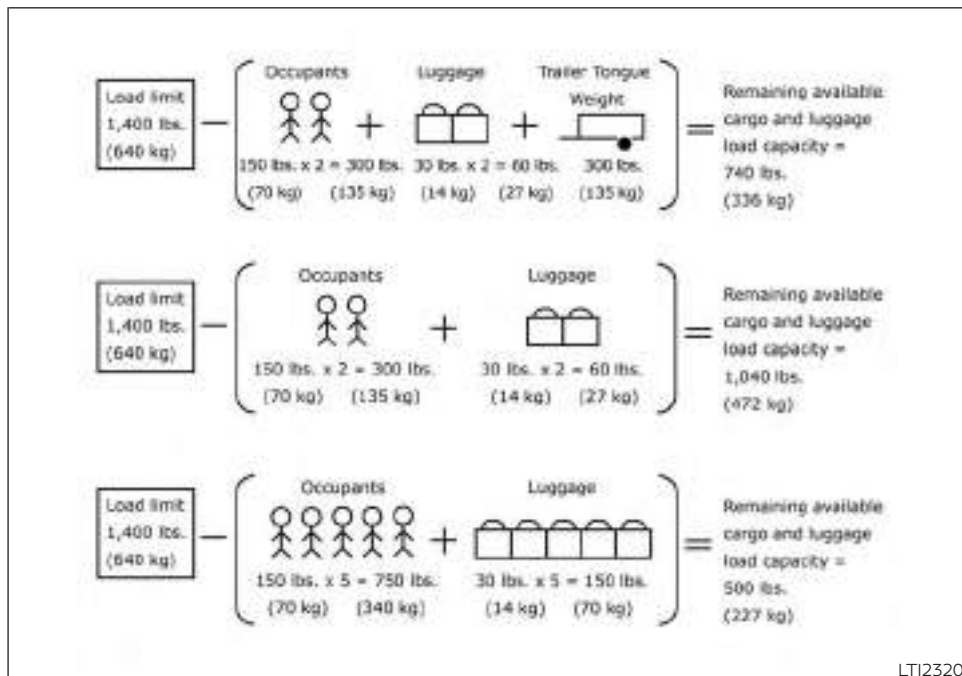 Occupants Luggage Trailer Tongue
Weight
Load limit
1,400 lbs.
(640 kg)
150 lbs. x 2 = 300 lbs. 30 lbs. x 2 = 60 lbs. 300 lbs.
(70 kg) (135 kg) (14 kg) (27 kg) (135 kg)
Remaining available
cargo and luggage
load capacity =
740 lbs.
(336 kg)
Occupants Luggage
Load limit
1,400 lbs.
(640 kg)
150 lbs. x 2 = 300 lbs. 30 lbs. x 2 = 60 lbs.
(70 kg) (135 kg) (14 kg) (27 kg)
Remaining available
cargo and luggage
load capacity =
1,040 lbs.
(472 kg)
Occupants Luggage
Load limit
1,400 lbs.
(640 kg)
150 lbs. x 5 = 750 lbs. 30 lbs. x 5 = 150 lbs.
(70 kg) (340 kg) (14 kg) (70 kg)
Remaining available
cargo and luggage
load capacity =
500 lbs.
(227 kg)
LTI2320